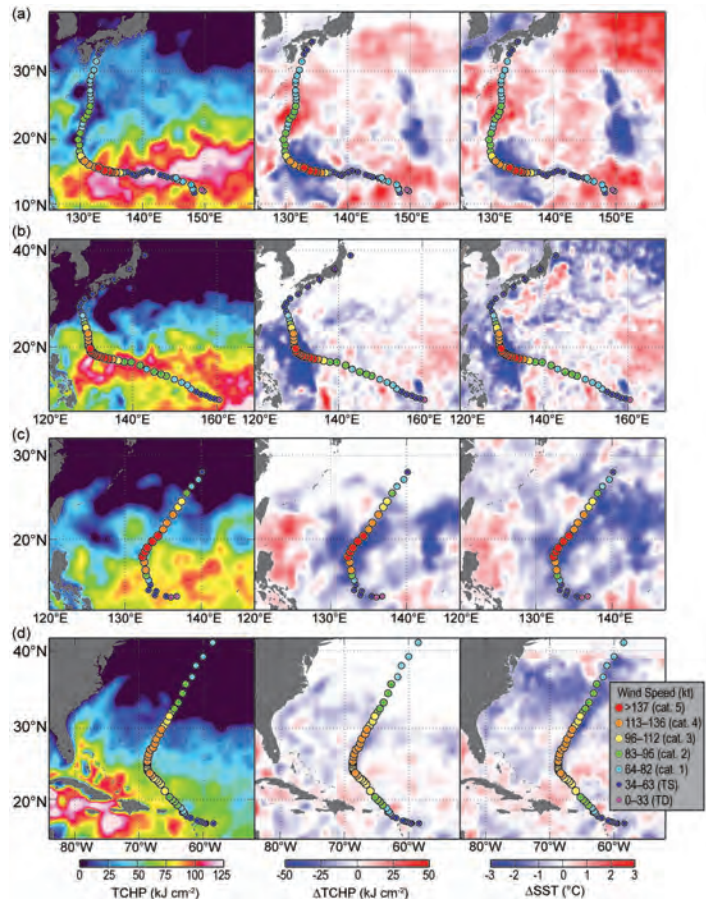 (a)
30°N
20°N
10°N
130°E 140°E 150°E 130°E 140°E 150°E 130°E 140°E 150°E
(b)
40°N
20°N
120°E 140°E 160°E 120°E 140°E 160°E 120°E 140°E 160°E
(c)
30°N
20°N
130°E 140°E 130°E 140°E 130°E 140°E
(d)
40°N
30°N
20°N
80°W 70°W 60°W 80°W 70°W 60°W 80°W 70°W 60°W
Wind Speed (kt)
>137 (cat. 5)
113–136 (cat. 4)
96–112 (cat. 3)
83–95 (cat. 2)
64-82 (cat. 1)
34–63 (TS)
0–33 (TD)
0 25 50 75 100 125 -50 -25 0 25 50 -3 -2 -1 0 1 2 3
TCHP (kJ cm⁻²) ΔTCHP (kJ cm⁻²) ΔSST (°C)